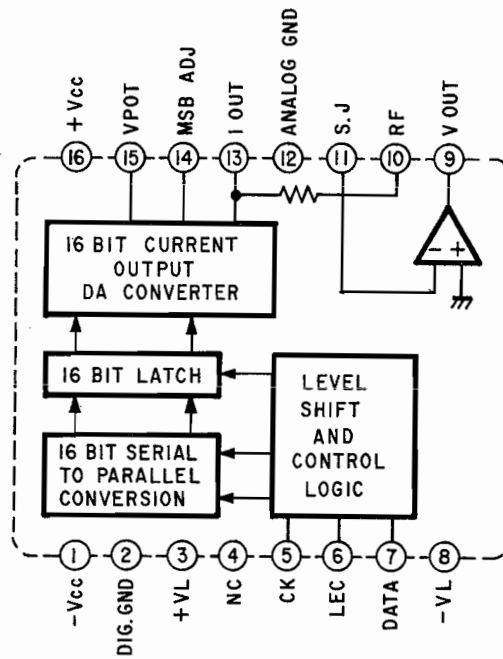 +Vcc
VPOT
MSB ADJ
I OUT
ANALOG GND
S.J
RF
V OUT
16
15
14
13
12
11
10
9
16 BIT CURRENT
OUTPUT
DA CONVERTER
- +
16 BIT LATCH
LEVEL
SHIFT
AND
CONTROL
LOGIC
16 BIT SERIAL
TO PARALLEL
CONVERSION
1
2
3
4
5
6
7
8
-Vcc
DIG.GND
+VL
NC
CK
LEC
DATA
-VL